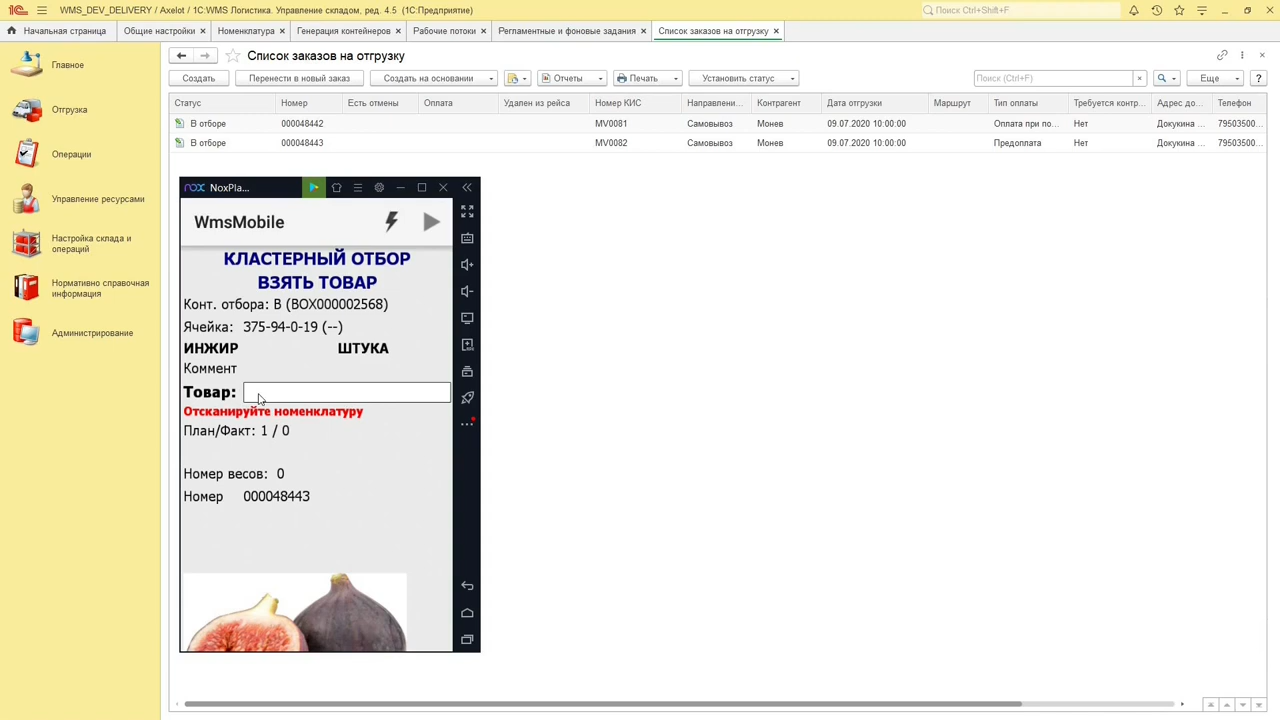 WMS_DEV_DELIVERY / Axelot / 1С:WMS Логистика. Управление складом, ред. 4.5 (1С:Предприятие)
Поиск Ctrl+Shift+F
Начальная страница
Общие настройки
Номенклатура
Генерация контейнеров
Рабочие потоки
Регламентные и фоновые задания
Список заказов на отгрузку
Главное
Отгрузка
Операции
Управление ресурсами
Настройка склада и
операций
Нормативно справочная
информация
Администрирование
Список заказов на отгрузку
Создать
Перенести в новый заказ
Создать на основании
Отчеты
Печать
Установить статус
Поиск (Ctrl+F)
Еще
?
Статус Номер Есть отмены Оплата Удален из рейса Номер КИС Направлени... Контрагент Дата отгрузки Маршрут Тип оплаты Требуется контр... Адрес до... Телефон
В отборе 000048442 MV0081 Самовывоз Монев 09.07.2020 10:00:00 Оплата при по... Нет Докукина ... 79503500...
В отборе 000048443 MV0082 Самовывоз Монев 09.07.2020 10:00:00 Предоплата Нет Докукина ... 79503500...
nox NoxPla...
WmsMobile
КЛАСТЕРНЫЙ ОТБОР
ВЗЯТЬ ТОВАР
Конт. отбора: B (BOX000002568)
Ячейка: 375-94-0-19 (--)
ИНЖИР ШТУКА
Коммент
Товар:
Отсканируйте номенклатуру
План/Факт: 1 / 0
Номер весов: 0
Номер 000048443